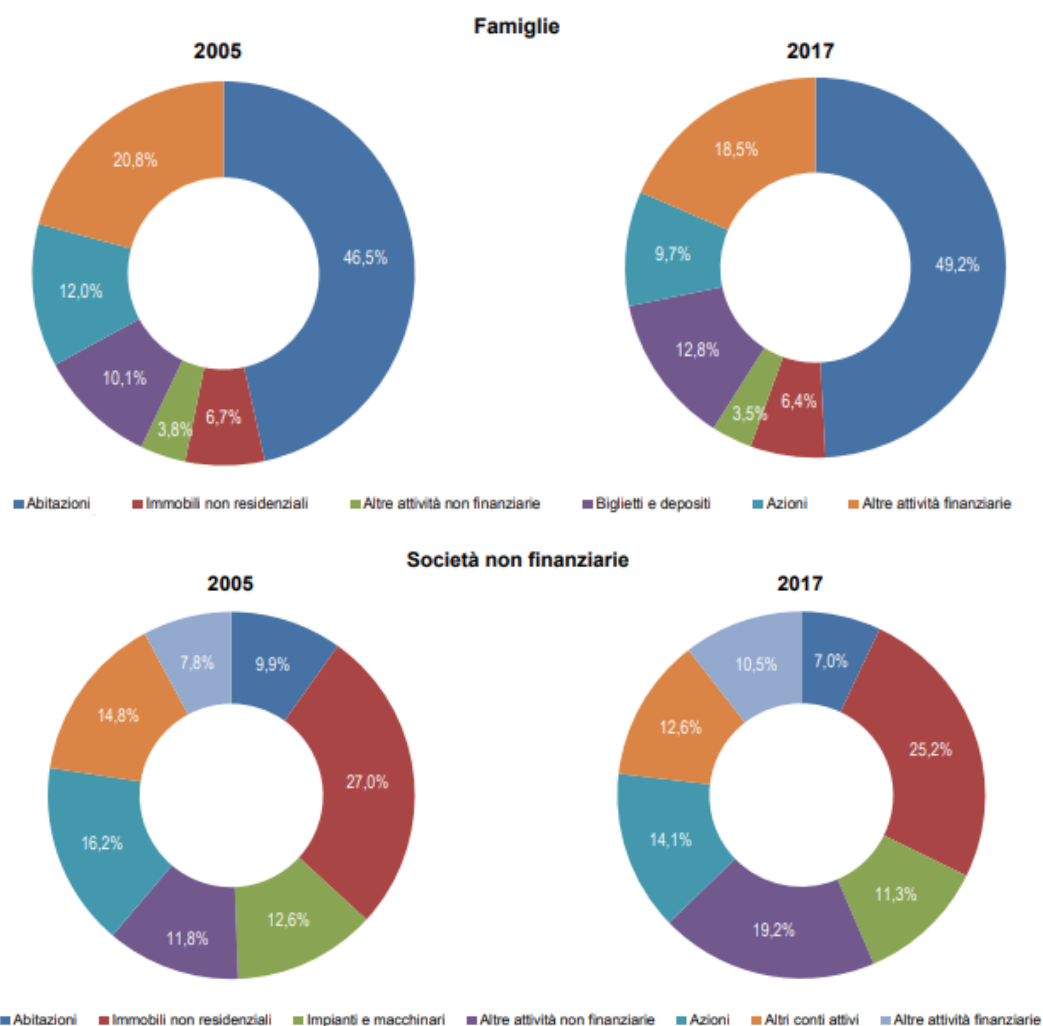 Famiglie
2005 2017
20,8% 46,5% 12,0% 10,1% 3,8% 6,7%
18,5% 49,2% 9,7% 12,8% 3,5% 6,4%
Abitazioni Immobili non residenziali Altre attività non finanziarie Biglietti e depositi Azioni Altre attività finanziarie
Società non finanziarie
2005 2017
7,8% 9,9% 14,8% 27,0% 16,2% 12,6% 11,8%
10,5% 7,0% 12,6% 25,2% 14,1% 11,3% 19,2%
Abitazioni Immobili non residenziali Impianti e macchinari Altre attività non finanziarie Azioni Altri conti attivi Altre attività finanziarie